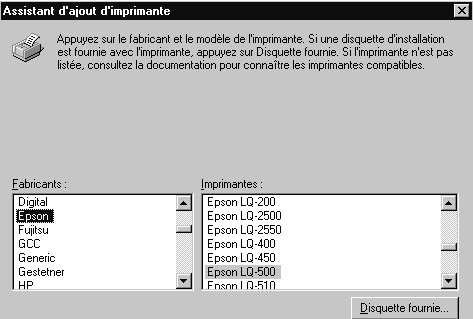 Assistant d'ajout d'imprimante
Appuyez sur le fabricant et le modèle de l'imprimante. Si une disquette d'installation
est fournie avec l'imprimante, appuyez sur Disquette fournie. Si l'imprimante n'est pas
listée, consultez la documentation pour connaître les imprimantes compatibles.
Fabricants :
Digital
Epson
Fujitsu
GCC
Generic
Gestetner
HP
Imprimantes :
Epson LQ-200
Epson LQ-2500
Epson LQ-2550
Epson LQ-400
Epson LQ-450
Epson LQ-500
Epson LQ-510
Disquette fournie...